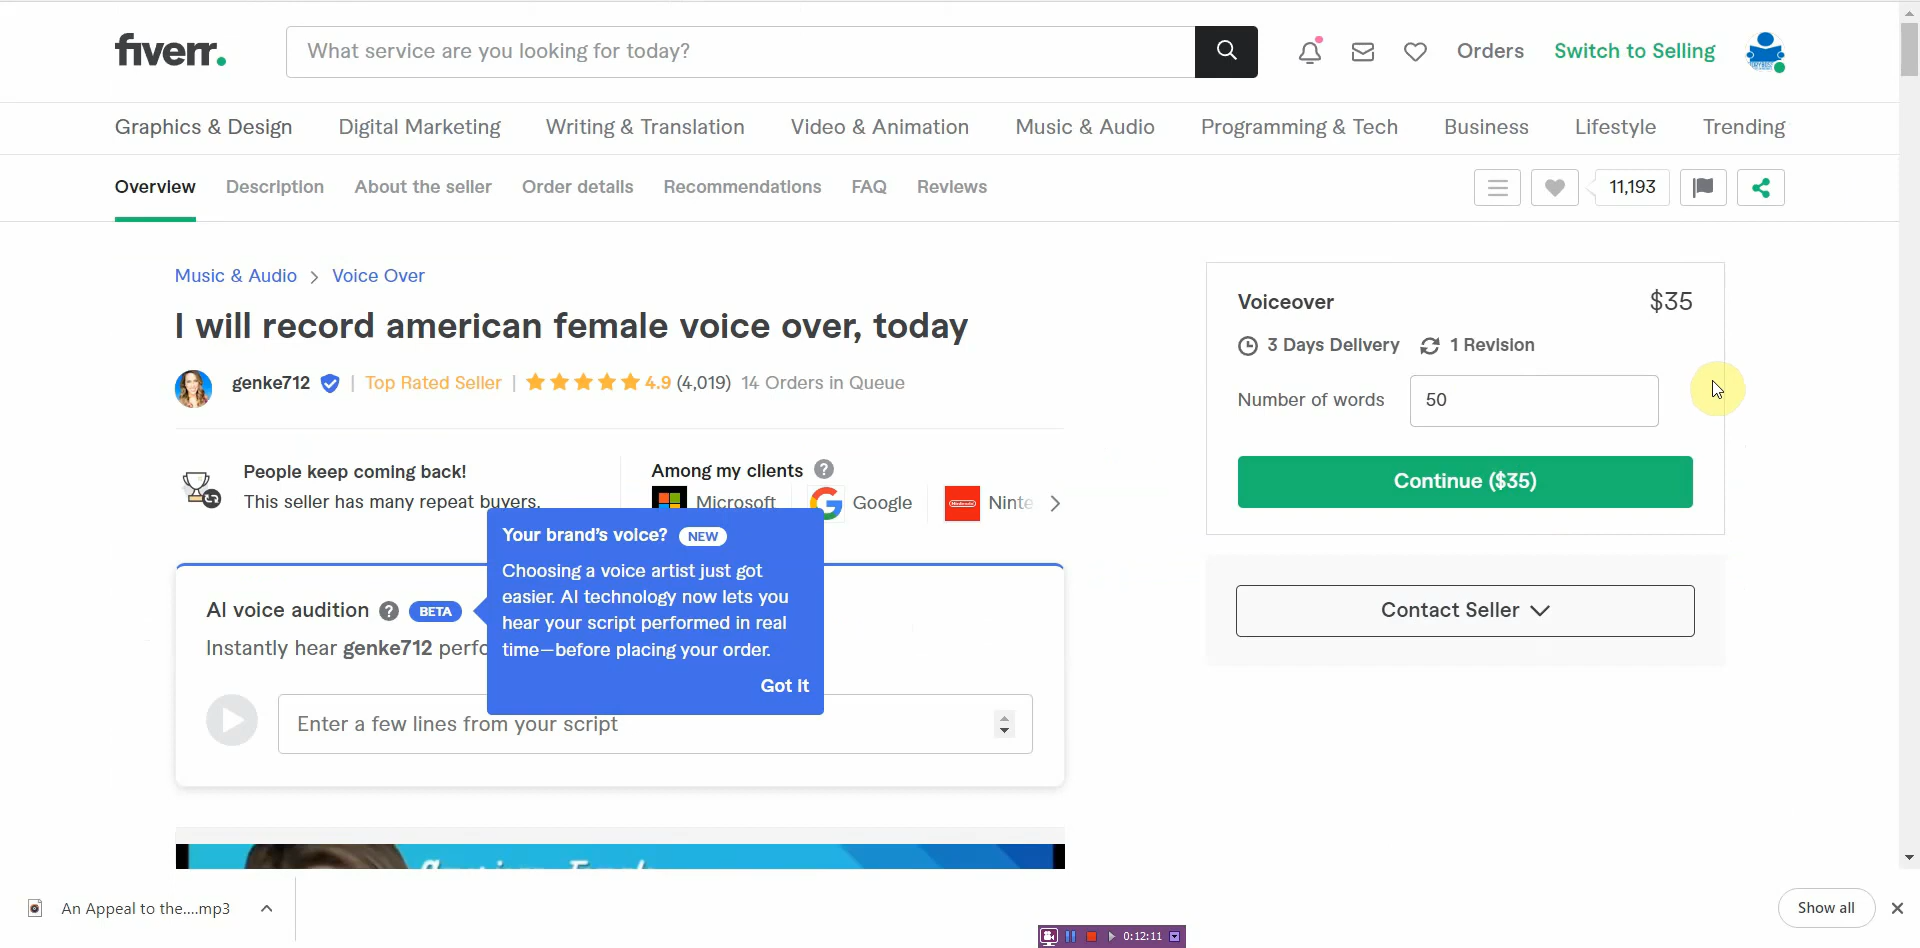 fiverr.
What service are you looking for today?
Orders
Switch to Selling
Graphics & Design
Digital Marketing
Writing & Translation
Video & Animation
Music & Audio
Programming & Tech
Business
Lifestyle
Trending
Overview
Description
About the seller
Order details
Recommendations
FAQ
Reviews
11,193
Music & Audio > Voice Over
I will record american female voice over, today
genke712 | Top Rated Seller | 4.9 (4,019) 14 Orders in Queue
People keep coming back!
This seller has many repeat buyers.
Among my clients ?
Microsoft
Google
Nintendo
Ninte
Your brand's voice? NEW
Choosing a voice artist just got
easier. AI technology now lets you
hear your script performed in real
time—before placing your order.
Got It
AI voice audition ? BETA
Instantly hear genke712 perfo
Enter a few lines from your script
Voiceover
$35
3 Days Delivery
1 Revision
Number of words
50
Continue ($35)
Contact Seller
An Appeal to the....mp3
Show all
0:12:11